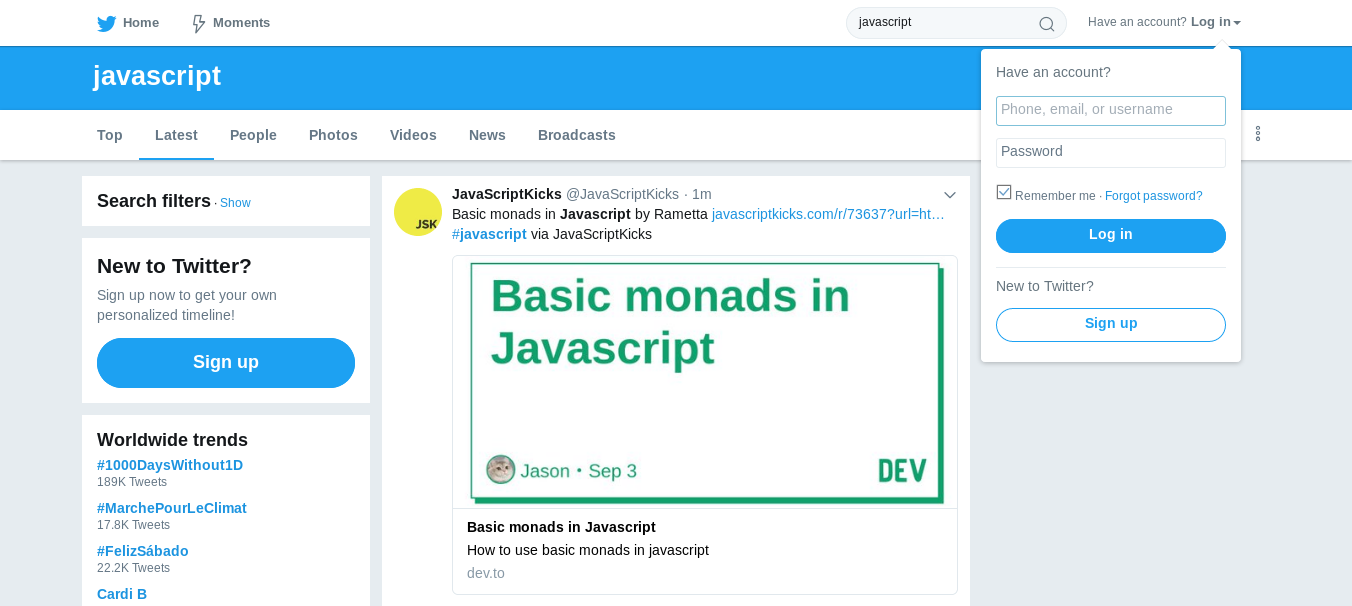 Home
Moments
javascript
Have an account? Log in
javascript
Top
Latest
People
Photos
Videos
News
Broadcasts
Search filters · Show
New to Twitter?
Sign up now to get your own
personalized timeline!
Sign up
Worldwide trends
#1000DaysWithout1D
189K Tweets
#MarchePourLeClimat
17.8K Tweets
#FelizSábado
22.2K Tweets
Cardi B
JSK
JavaScriptKicks @JavaScriptKicks · 1m
Basic monads in Javascript by Rametta javascriptkicks.com/r/73637?url=ht…
#javascript via JavaScriptKicks
Basic monads in
Javascript
Jason • Sep 3
DEV
Basic monads in Javascript
How to use basic monads in javascript
dev.to
Have an account?
Phone, email, or username
Password
Remember me · Forgot password?
Log in
New to Twitter?
Sign up